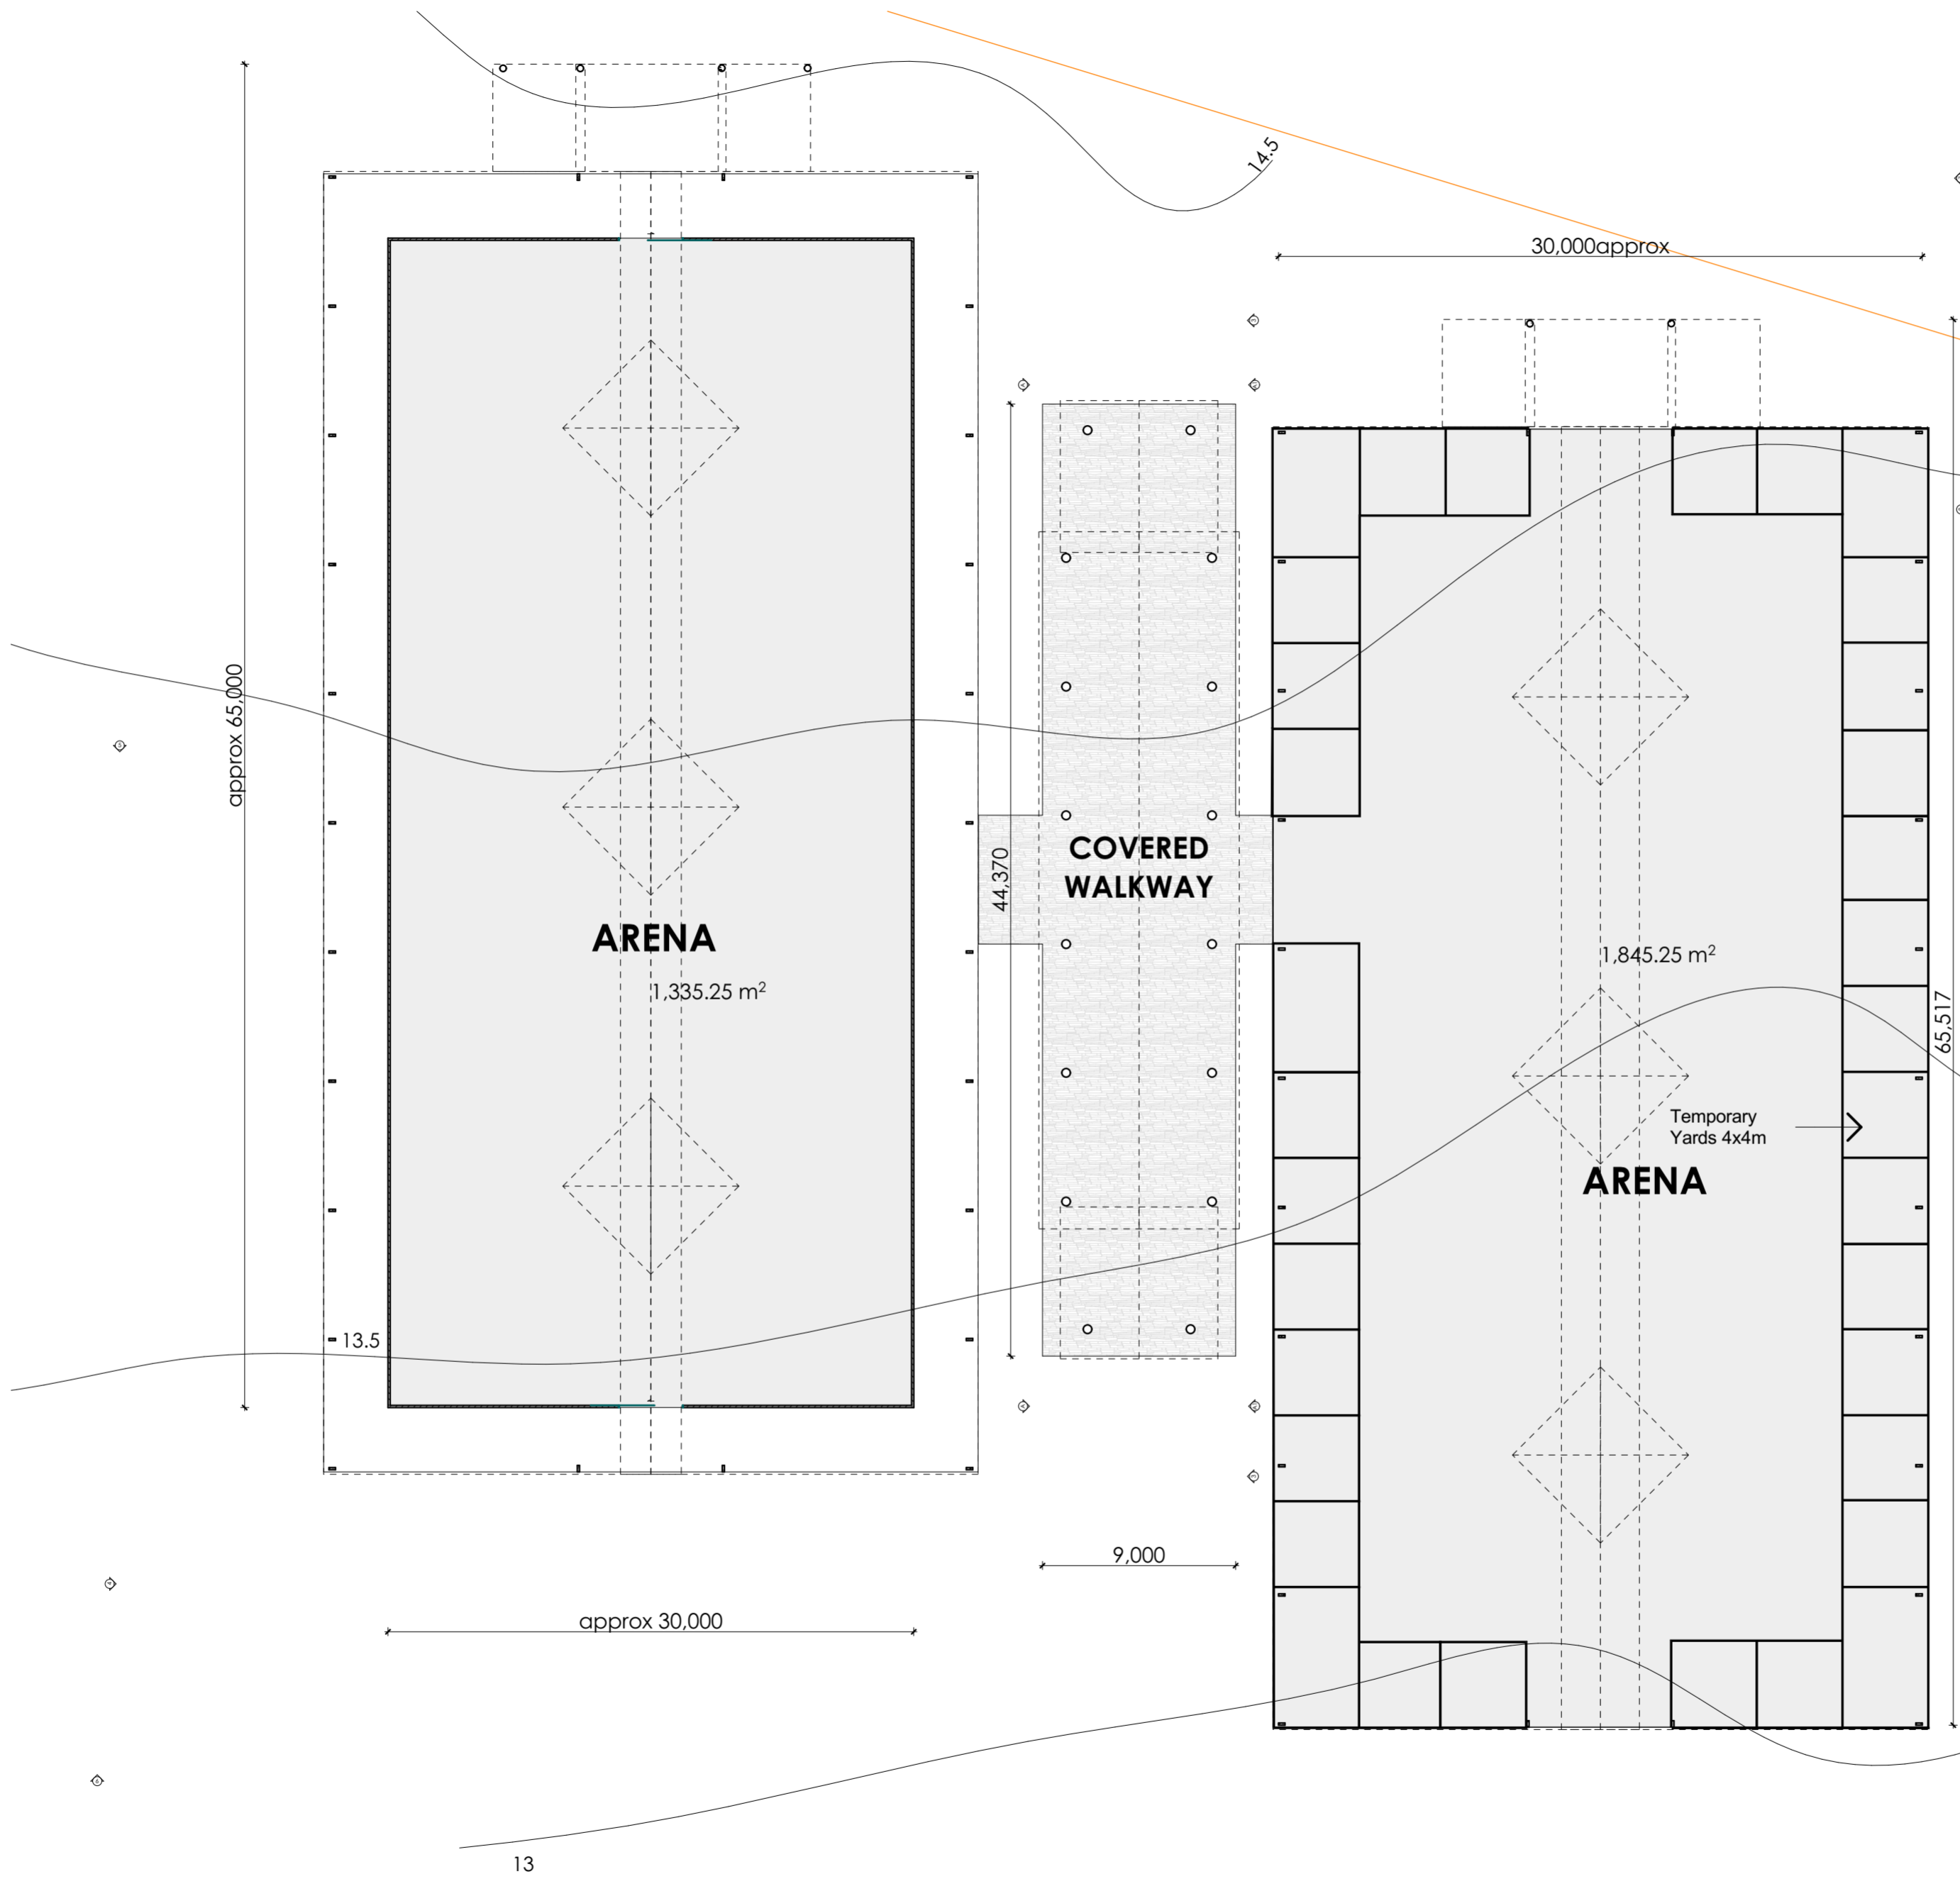 14.5
30,000approx
approx 65,000
COVERED
WALKWAY
44,370
ARENA
1,335.25 m²
1,845.25 m²
65,517
Temporary
Yards 4x4m
ARENA
13.5
9,000
approx 30,000
13